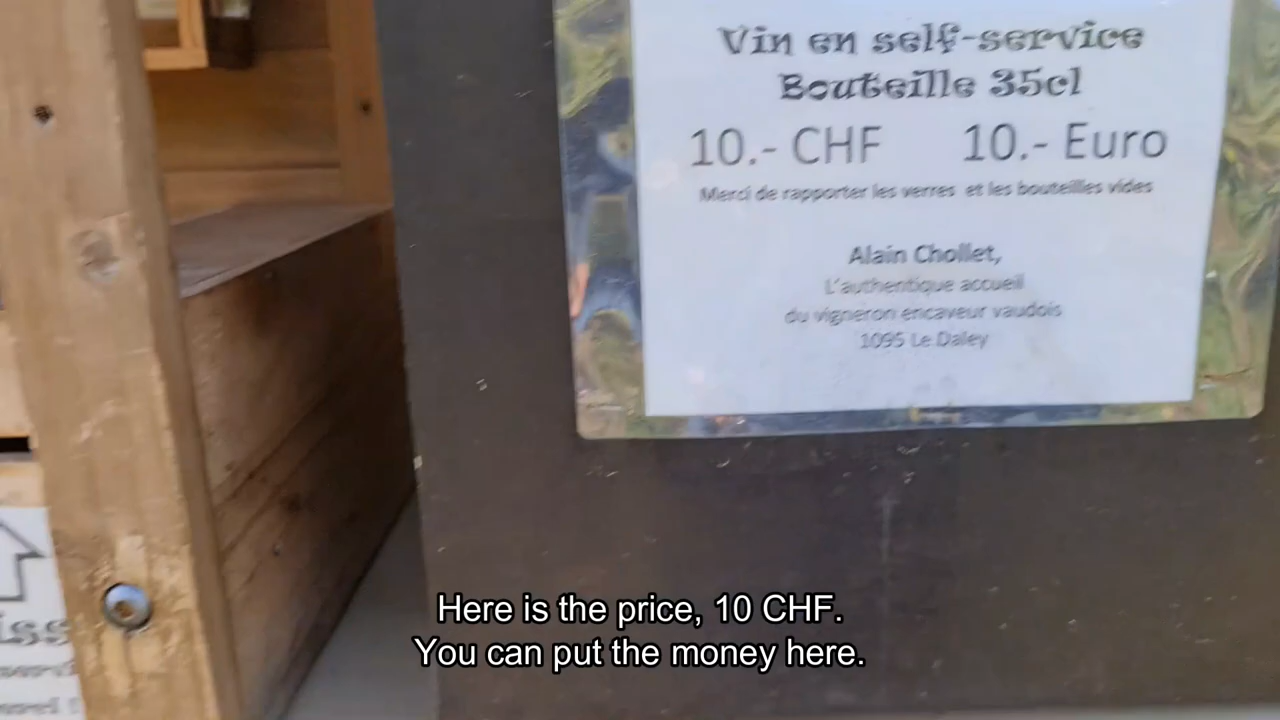 Vin en self-service
Bouteille 35cl
10.- CHF 10.- Euro
Merci de rapporter les verres et les bouteilles vides
Alain Chollet,
L'authentique accueil
du vigneron encaveur vaudois
1095 Le Daley
Here is the price, 10 CHF.
You can put the money here.